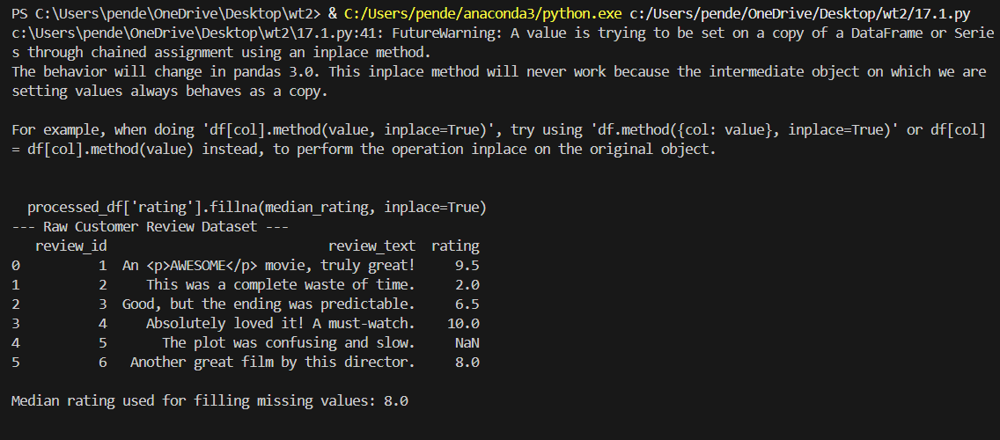 PS C:\Users\pende\OneDrive\Desktop\wt2> & C:/Users/pende/anaconda3/python.exe c:/Users/pende/OneDrive/Desktop/wt2/17.1.py
c:\Users\pende\OneDrive\Desktop\wt2\17.1.py:41: FutureWarning: A value is trying to be set on a copy of a DataFrame or Serie
s through chained assignment using an inplace method.
The behavior will change in pandas 3.0. This inplace method will never work because the intermediate object on which we are
setting values always behaves as a copy.
For example, when doing 'df[col].method(value, inplace=True)', try using 'df.method({col: value}, inplace=True)' or df[col]
= df[col].method(value) instead, to perform the operation inplace on the original object.
processed_df['rating'].fillna(median_rating, inplace=True)
--- Raw Customer Review Dataset ---
review_id review_text rating
0 1 An <p>AWESOME</p> movie, truly great! 9.5
1 2 This was a complete waste of time. 2.0
2 3 Good, but the ending was predictable. 6.5
3 4 Absolutely loved it! A must-watch. 10.0
4 5 The plot was confusing and slow. NaN
5 6 Another great film by this director. 8.0
Median rating used for filling missing values: 8.0